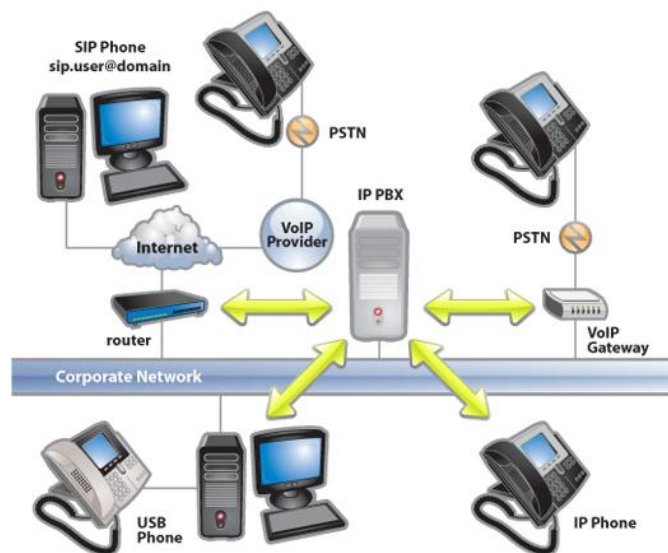 SIP Phone
sip.user@domain
PSTN
IP PBX
VoIP
Provider
Internet
PSTN
router
VoIP
Gateway
Corporate Network
USB
Phone
IP Phone